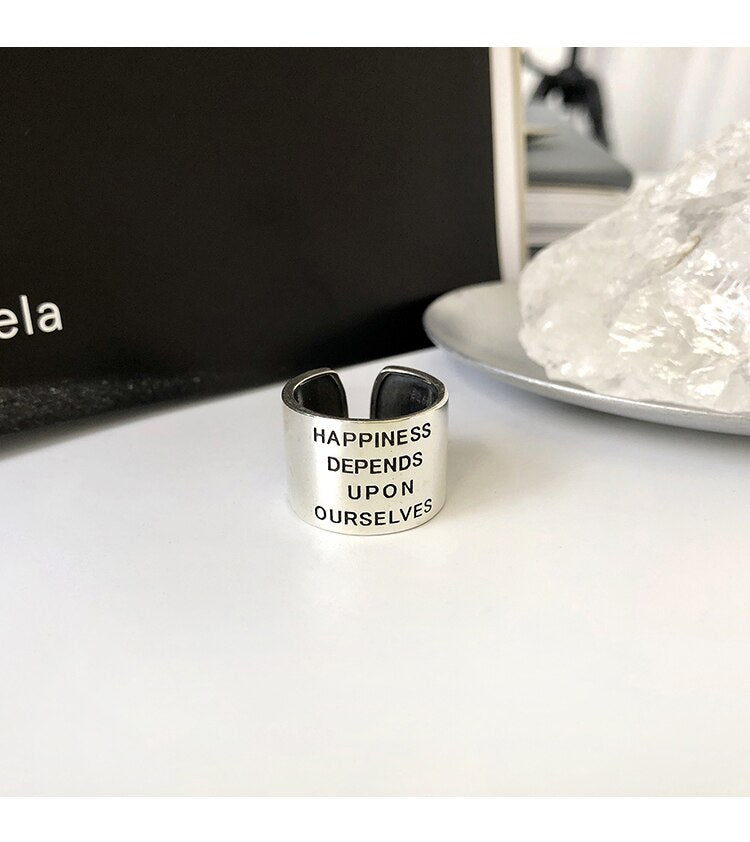 ela
HAPPINESS
DEPENDS
UPON
OURSELVES